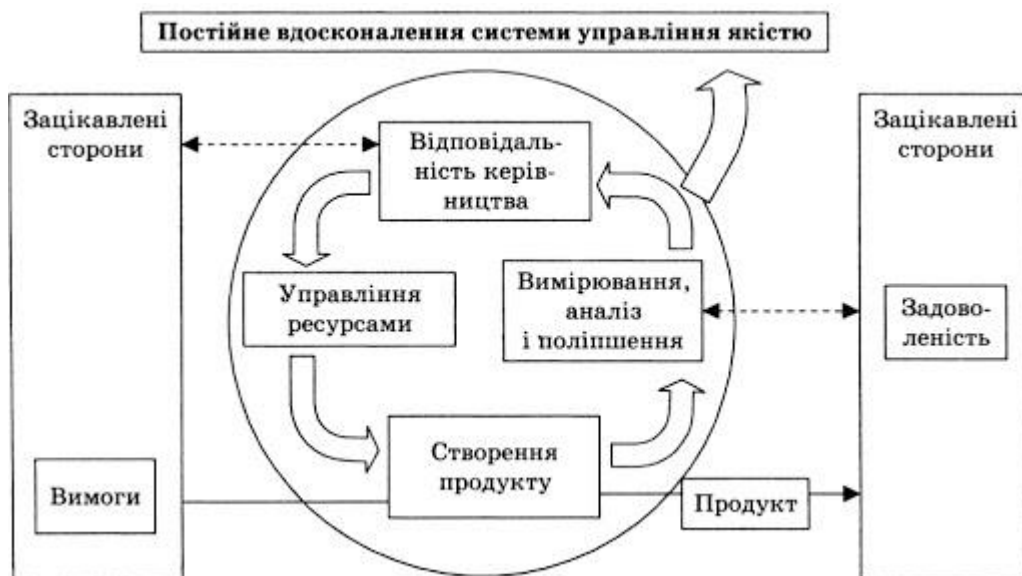 Постійне вдосконалення системи управління якістю
Зацікавлені
сторони
Відповідаль-
ність керів-
ництва
Зацікавлені
сторони
Управління
ресурсами
Вимірювання,
аналіз
і поліпшення
Задово-
леність
Створення
продукту
Вимоги
Продукт